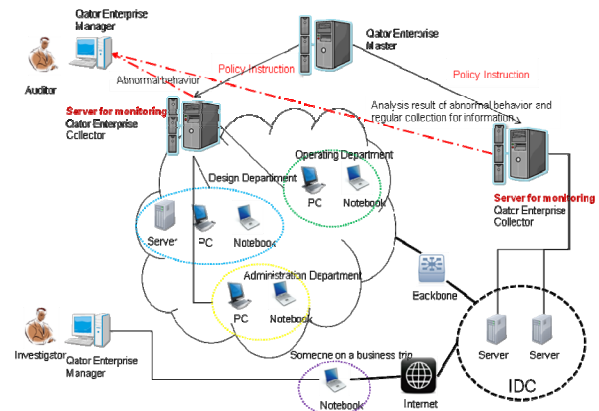 Qator Enterprise
Manager
Qator Enterprise
Master
Auditor
Abnormal behavior
Policy Instruction
Policy Instruction
Server for monitoring
Qator Enterprise
Collector
Analysis result of abnormal behavior and
regular collection for information
Operating Department
PC
Notebook
Design Department
Server
PC
Notebook
Server for monitoring
Qator Enterprise
Collector
Administration Department
PC
Notebook
Eackbone
Investigator
Qator Enterprise
Manager
Someone on a business trip
Notebook
Internet
Server
Server
IDC